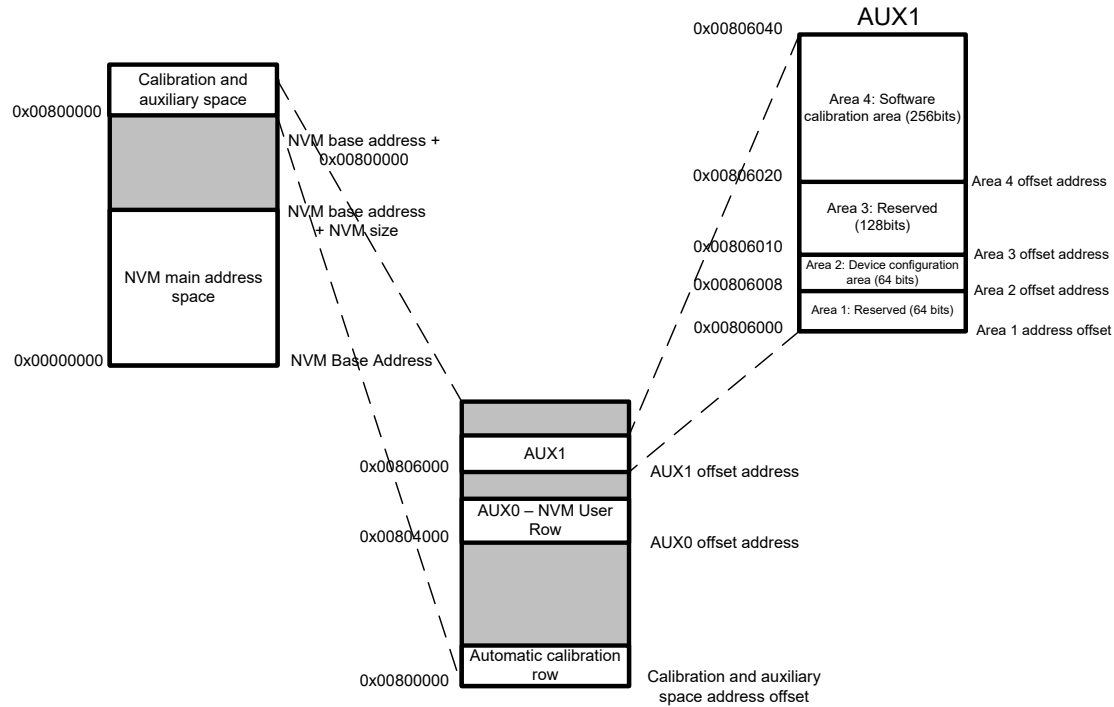 Calibration and
auxiliary space
0x00800000
NVM base address +
0x00800000
NVM base address
+ NVM size
NVM main address
space
0x00000000
NVM Base Address
AUX1
0x00806040
Area 4: Software
calibration area (256bits)
0x00806020
Area 4 offset address
Area 3: Reserved
(128bits)
0x00806010
Area 3 offset address
Area 2: Device configuration
area (64 bits)
0x00806008
Area 2 offset address
Area 1: Reserved (64 bits)
0x00806000
Area 1 address offset
AUX1
0x00806000
AUX1 offset address
AUX0 – NVM User
Row
0x00804000
AUX0 offset address
Automatic calibration
row
0x00800000
Calibration and auxiliary
space address offset